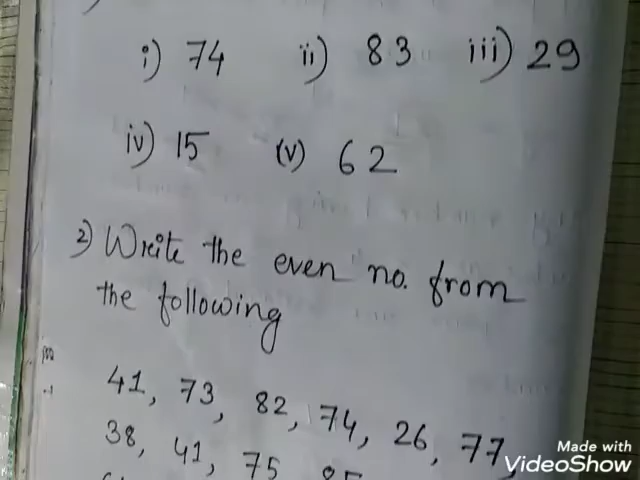 i) 74 ii) 83 iii) 29
iv) 15 (v) 62
2) Write the even no. from
the following
41, 73, 82, 74, 26, 77,
38, 41, 75
Made with
VideoShow